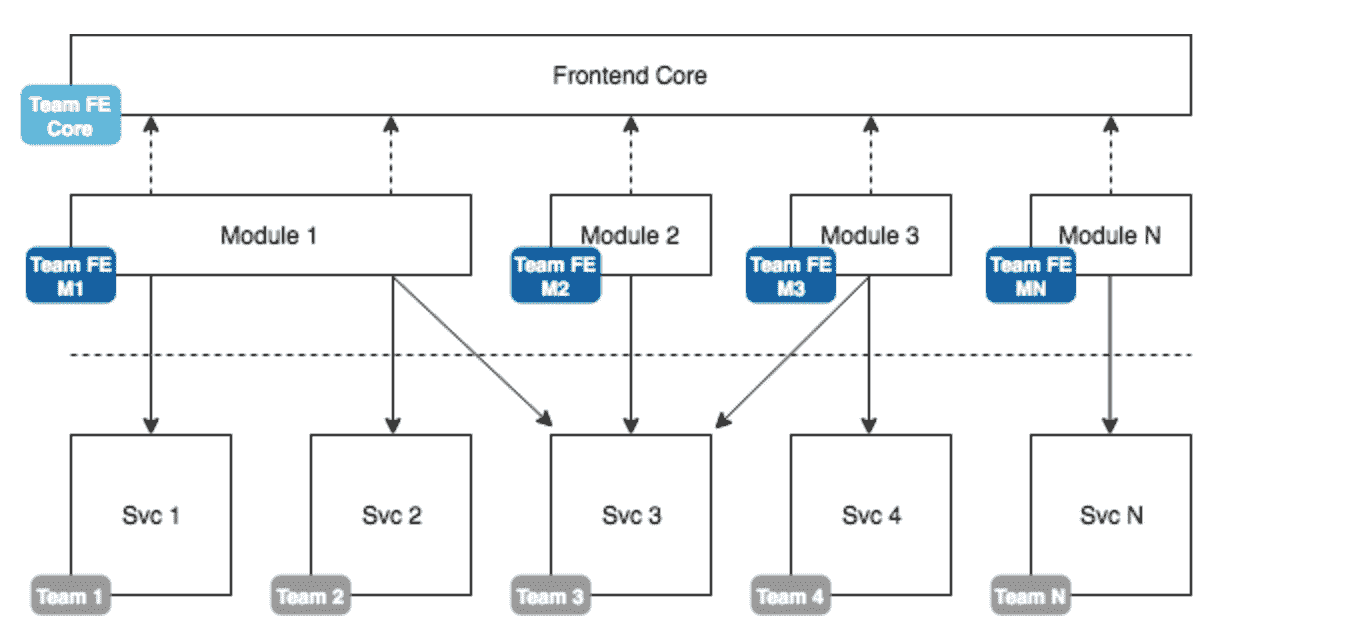 Frontend Core
Team FE
Core
Module 1
Module 2
Module 3
Module N
Team FE
M1
Team FE
M2
Team FE
M3
Team FE
MN
Svc 1
Svc 2
Svc 3
Svc 4
Svc N
Team 1
Team 2
Team 3
Team 4
Team N